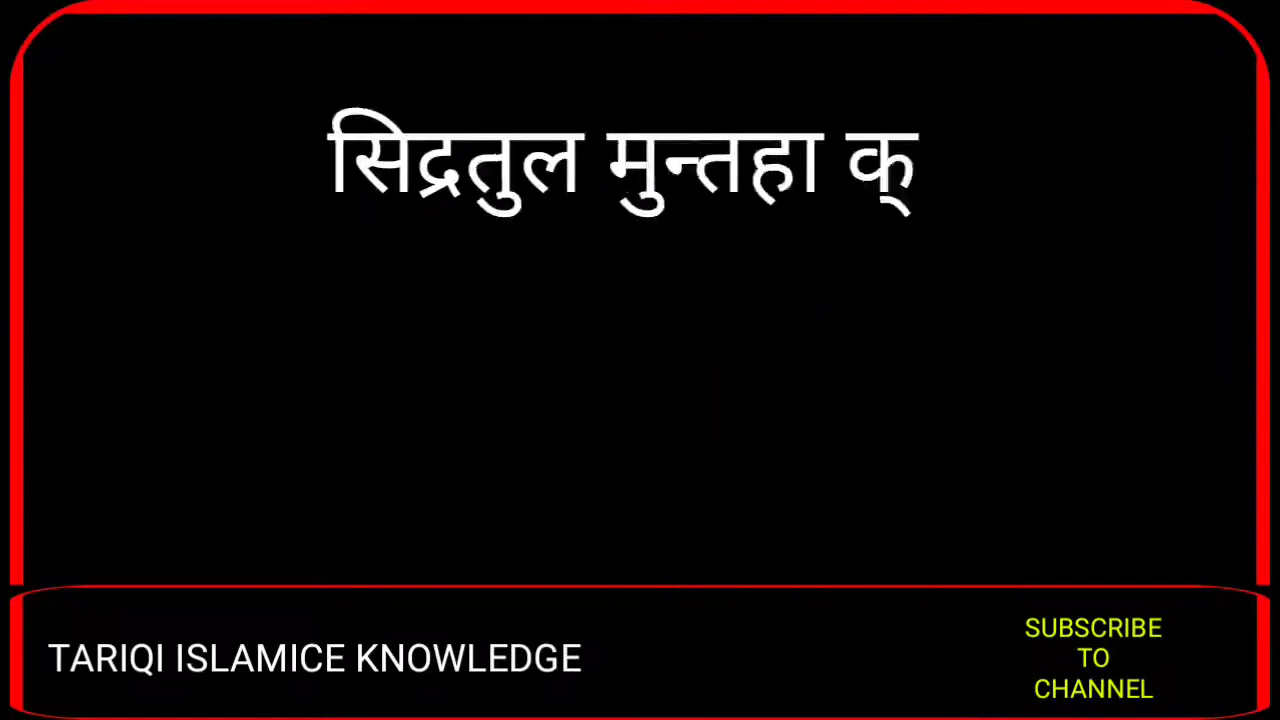 सिद्रतुल मुन्तहा क्
TARIQI ISLAMICE KNOWLEDGE
SUBSCRIBE
TO
CHANNEL